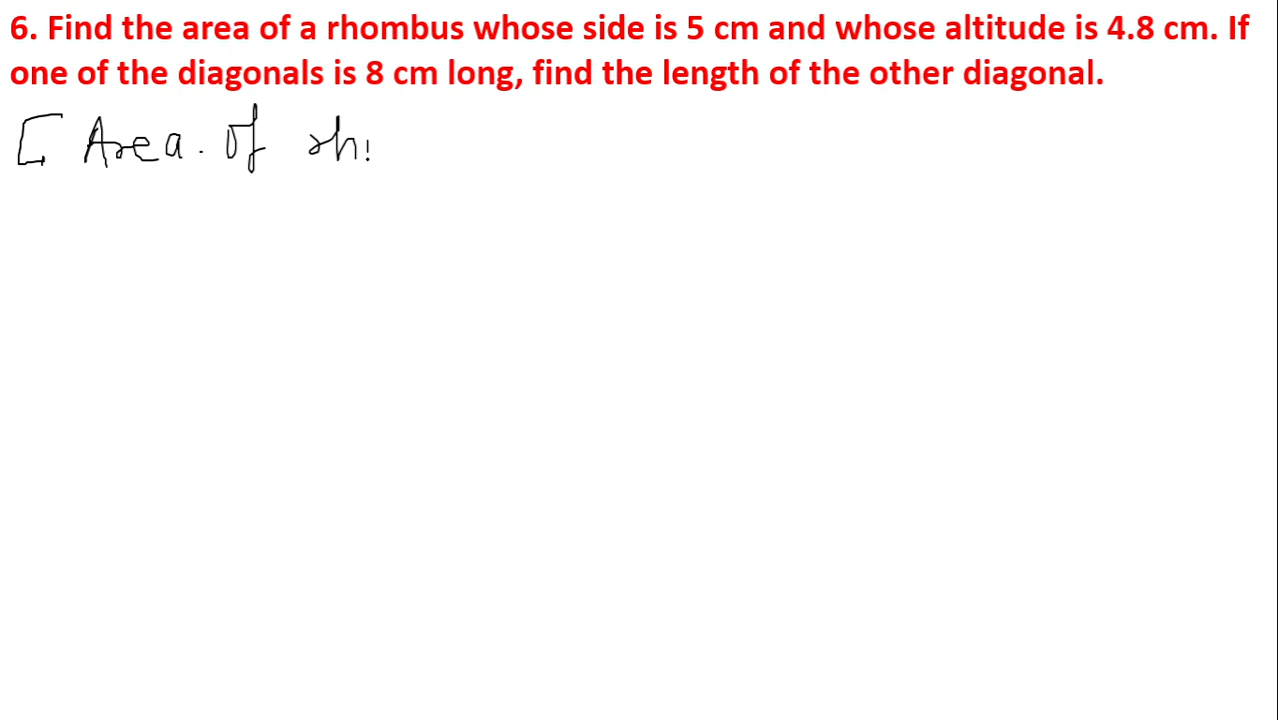 6. Find the area of a rhombus whose side is 5 cm and whose altitude is 4.8 cm. If
one of the diagonals is 8 cm long, find the length of the other diagonal.
[ Area. of rh